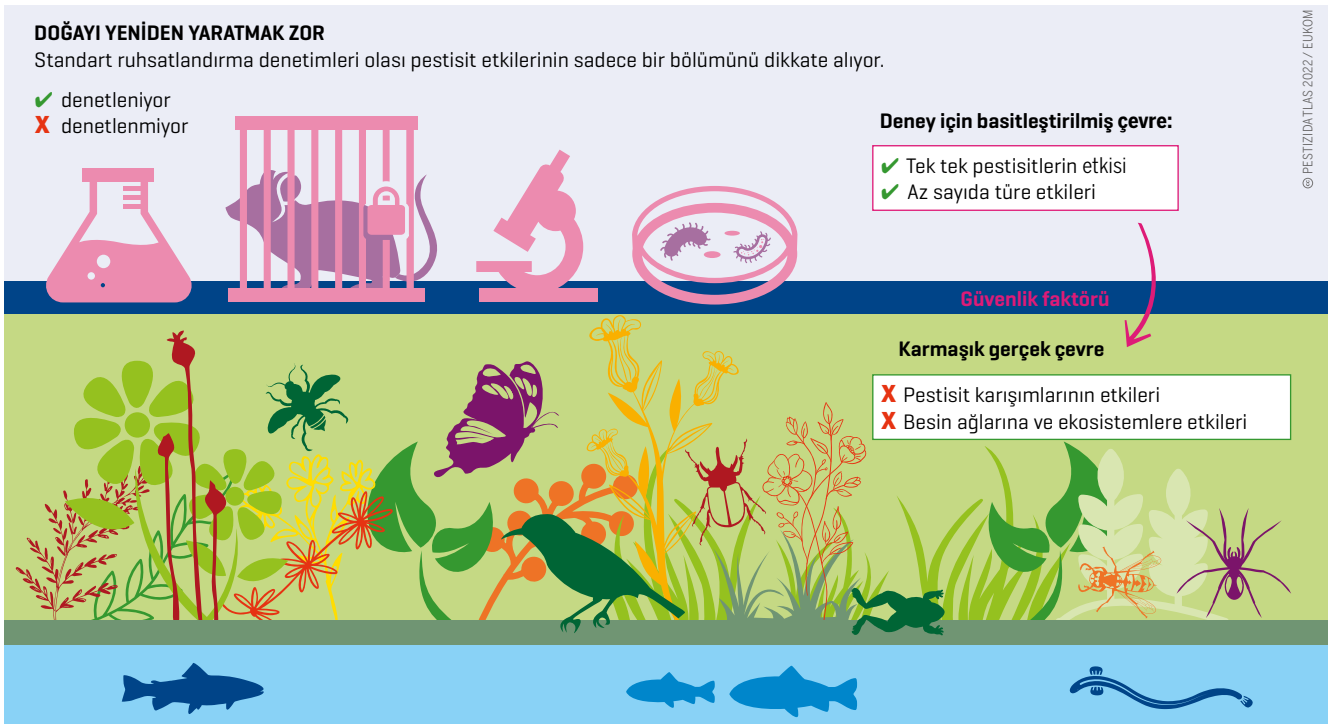 DOĞAYI YENİDEN YARATMAK ZOR
Standart ruhsatlandırma denetimleri olası pestisit etkilerinin sadece bir bölümünü dikkate alıyor.
✔ denetleniyor
X denetlenmiyor
Deney için basitleştirilmiş çevre:
✔ Tek tek pestisitlerin etkisi
✔ Az sayıda türe etkileri
Güvenlik faktörü
Karmaşık gerçek çevre
X Pestisit karışımlarının etkileri
X Besin ağlarına ve ekosistemlere etkileri
© PESTIZIDATLAS 2022 / EUKOM